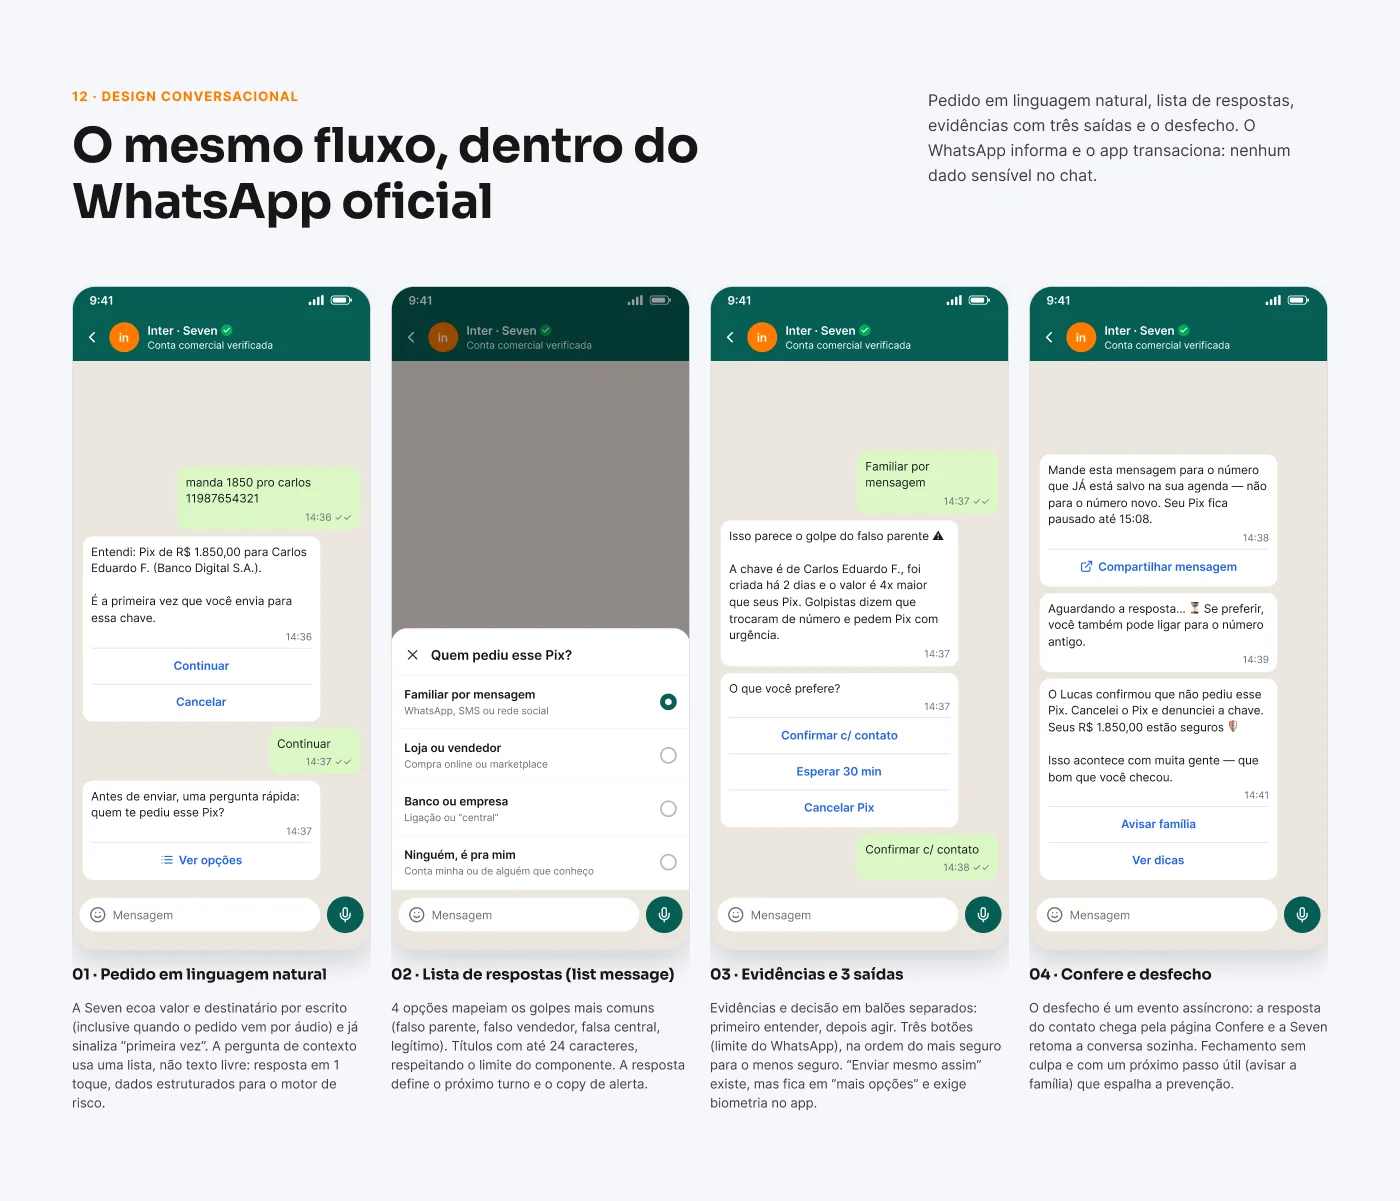 12 · DESIGN CONVERSACIONAL
O mesmo fluxo, dentro do
WhatsApp oficial
Pedido em linguagem natural, lista de respostas,
evidências com três saídas e o desfecho. O
WhatsApp informa e o app transaciona: nenhum
dado sensível no chat.
9:41
in
Inter · Seven
Conta comercial verificada
manda 1850 pro carlos
11987654321
14:36
Entendi: Pix de R$ 1.850,00 para Carlos
Eduardo F. (Banco Digital S.A.).
É a primeira vez que você envia para
essa chave.
14:36
Continuar
Cancelar
Continuar
14:37
Antes de enviar, uma pergunta rápida:
quem te pediu esse Pix?
14:37
Ver opções
Mensagem
01 · Pedido em linguagem natural
A Seven ecoa valor e destinatário por escrito
(inclusive quando o pedido vem por áudio) e já
sinaliza “primeira vez”. A pergunta de contexto
usa uma lista, não texto livre: resposta em 1
toque, dados estruturados para o motor de
risco.
9:41
in
Inter · Seven
Conta comercial verificada
Quem pediu esse Pix?
Familiar por mensagem
WhatsApp, SMS ou rede social
Loja ou vendedor
Compra online ou marketplace
Banco ou empresa
Ligação ou “central”
Ninguém, é pra mim
Conta minha ou de alguém que conheço
Mensagem
02 · Lista de respostas (list message)
4 opções mapeiam os golpes mais comuns
(falso parente, falso vendedor, falsa central,
legítimo). Títulos com até 24 caracteres,
respeitando o limite do componente. A resposta
define o próximo turno e o copy de alerta.
9:41
in
Inter · Seven
Conta comercial verificada
Familiar por
mensagem
14:37
Isso parece o golpe do falso parente ⚠
A chave é de Carlos Eduardo F., foi
criada há 2 dias e o valor é 4x maior
que seus Pix. Golpistas dizem que
trocaram de número e pedem Pix com
urgência.
14:37
O que você prefere?
14:37
Confirmar c/ contato
Esperar 30 min
Cancelar Pix
Confirmar c/ contato
14:38
Mensagem
03 · Evidências e 3 saídas
Evidências e decisão em balões separados:
primeiro entender, depois agir. Três botões
(limite do WhatsApp), na ordem do mais seguro
para o menos seguro. “Enviar mesmo assim”
existe, mas fica em “mais opções” e exige
biometria no app.
9:41
in
Inter · Seven
Conta comercial verificada
Mande esta mensagem para o número
que JÁ está salvo na sua agenda — não
para o número novo. Seu Pix fica
pausado até 15:08.
14:38
Compartilhar mensagem
Aguardando a resposta... ⏳ Se preferir,
você também pode ligar para o número
antigo.
14:39
O Lucas confirmou que não pediu esse
Pix. Cancelei o Pix e denunciei a chave.
Seus R$ 1.850,00 estão seguros 🛡
Isso acontece com muita gente — que
bom que você checou.
14:41
Avisar família
Ver dicas
Mensagem
04 · Confere e desfecho
O desfecho é um evento assíncrono: a resposta
do contato chega pela página Confere e a Seven
retoma a conversa sozinha. Fechamento sem
culpa e com um próximo passo útil (avisar a
família) que espalha a prevenção.